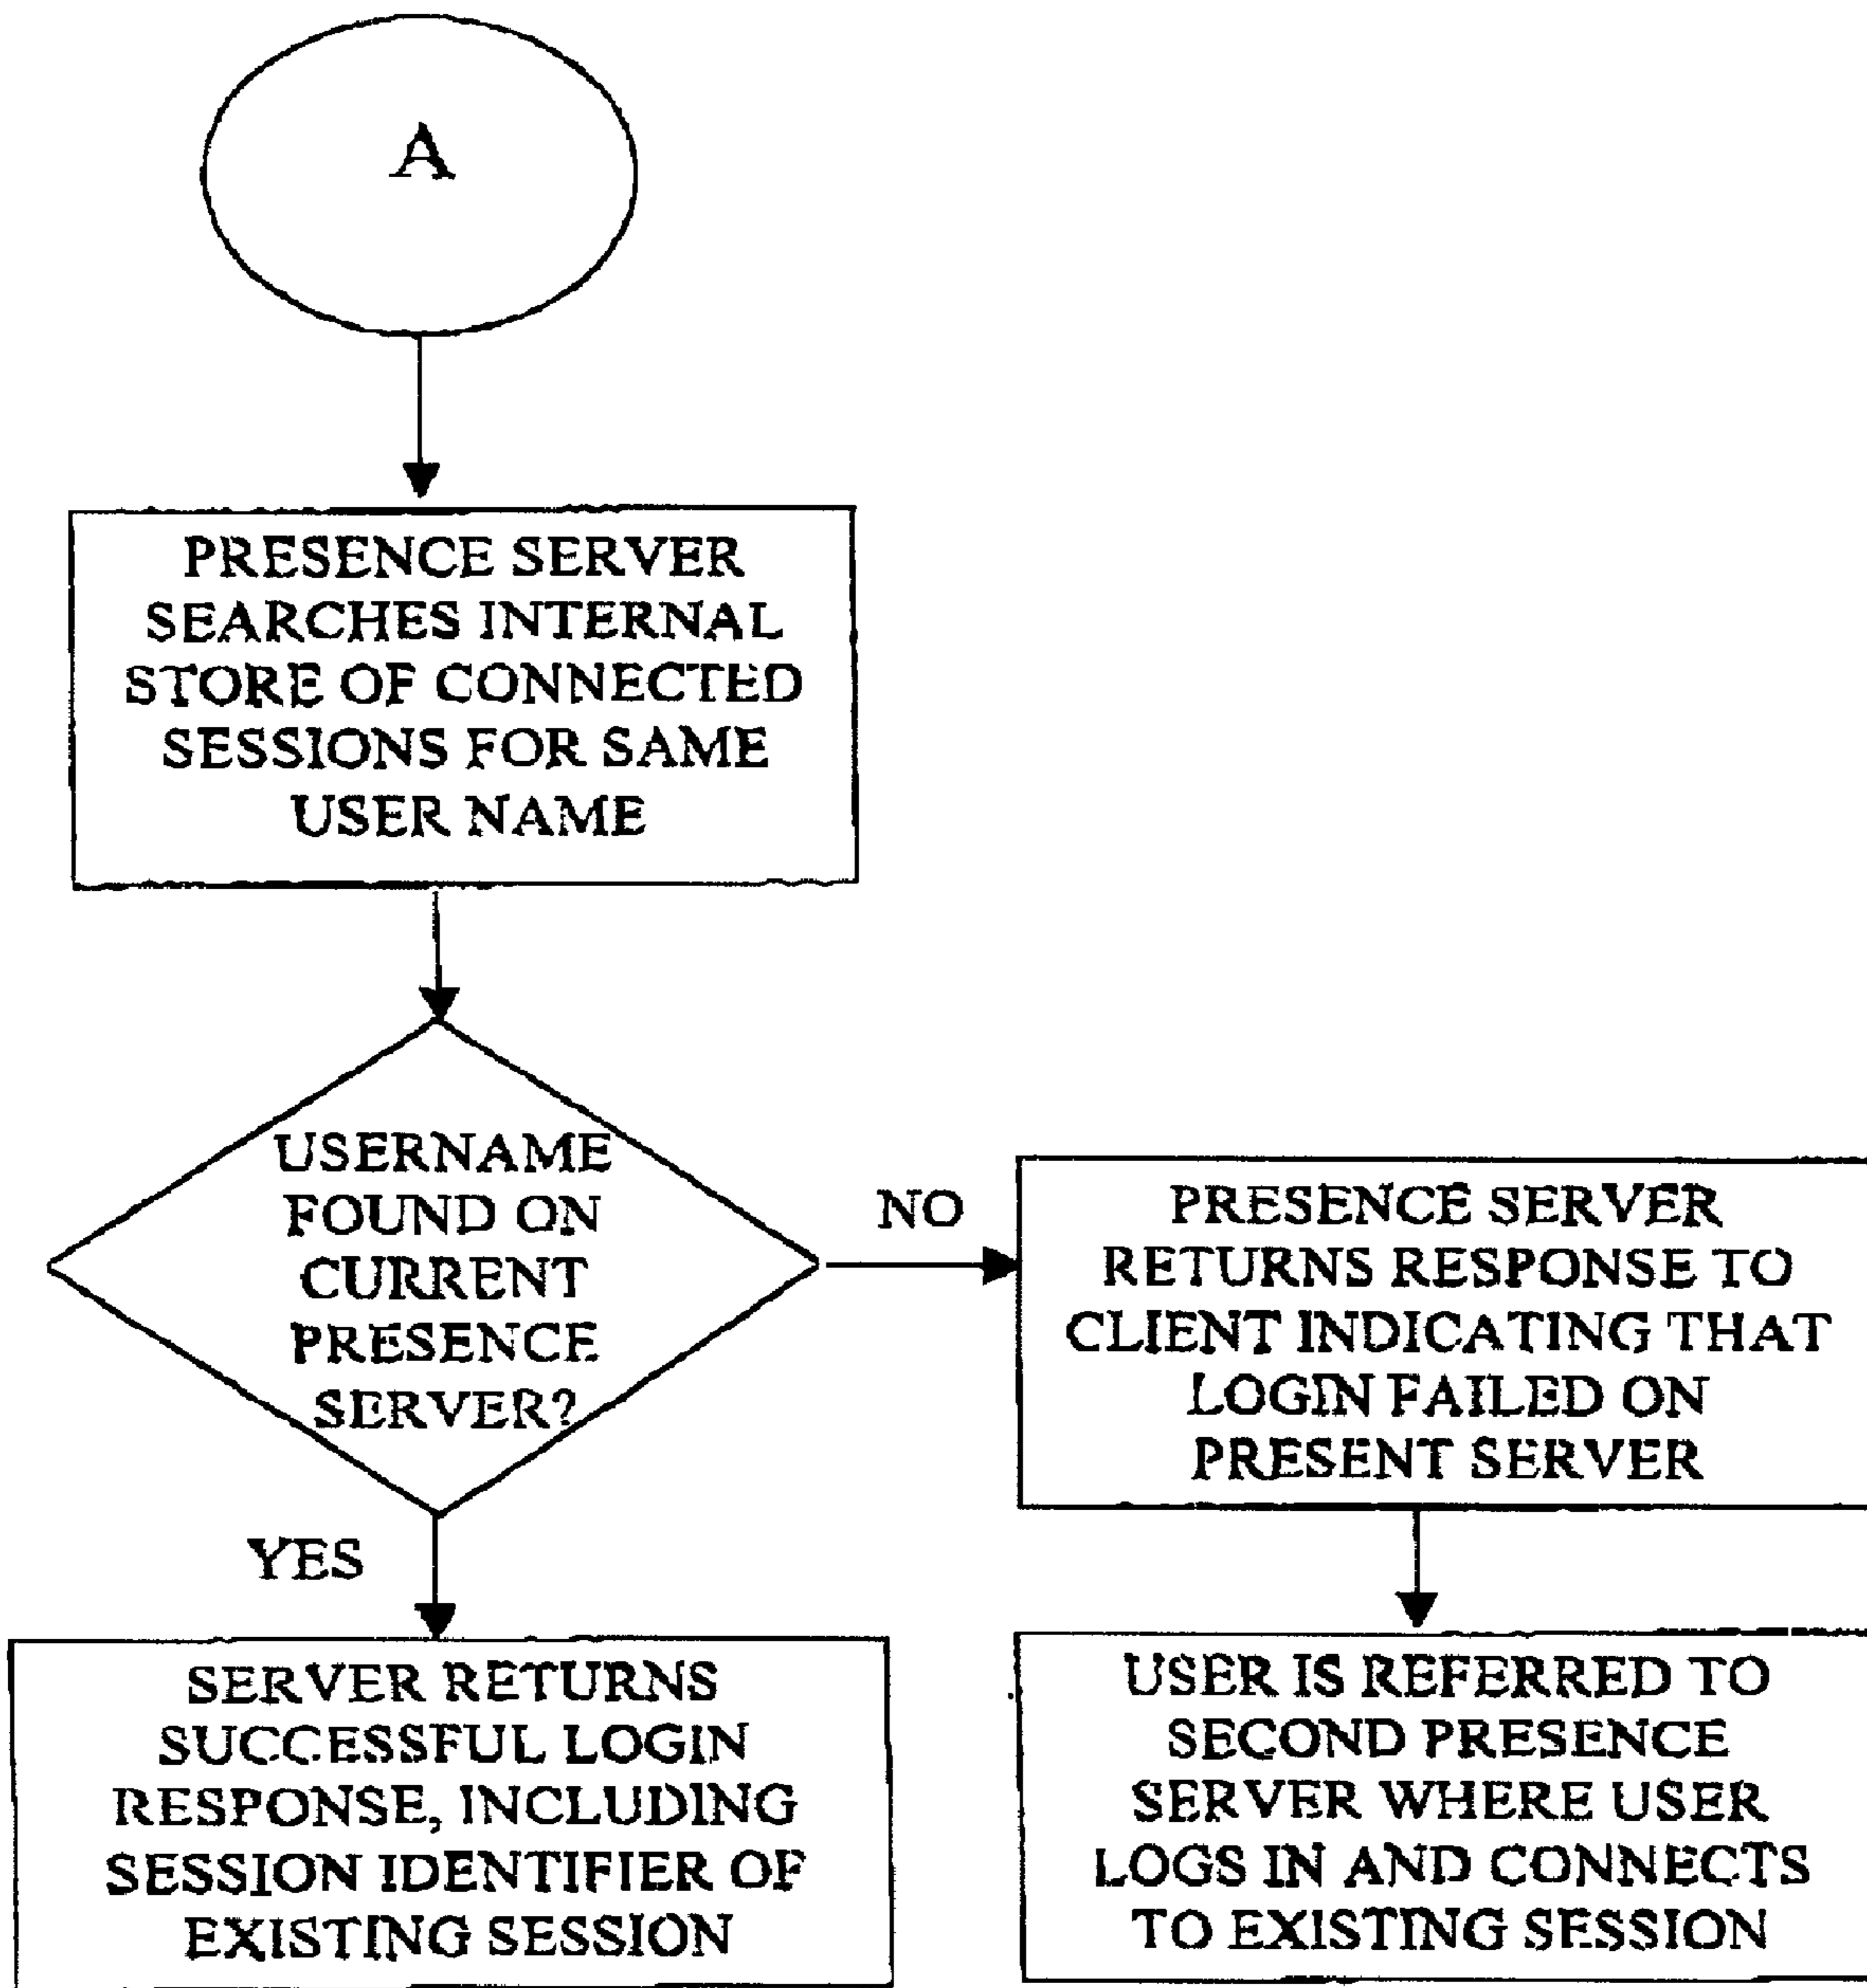 A
PRESENCE SERVER
SEARCHES INTERNAL
STORE OF CONNECTED
SESSIONS FOR SAME
USER NAME
USERNAME
FOUND ON
CURRENT
PRESENCE
SERVER?
NO
PRESENCE SERVER
RETURNS RESPONSE TO
CLIENT INDICATING THAT
LOGIN FAILED ON
PRESENT SERVER
YES
SERVER RETURNS
SUCCESSFUL LOGIN
RESPONSE, INCLUDING
SESSION IDENTIFIER OF
EXISTING SESSION
USER IS REFERRED TO
SECOND PRESENCE
SERVER WHERE USER
LOGS IN AND CONNECTS
TO EXISTING SESSION